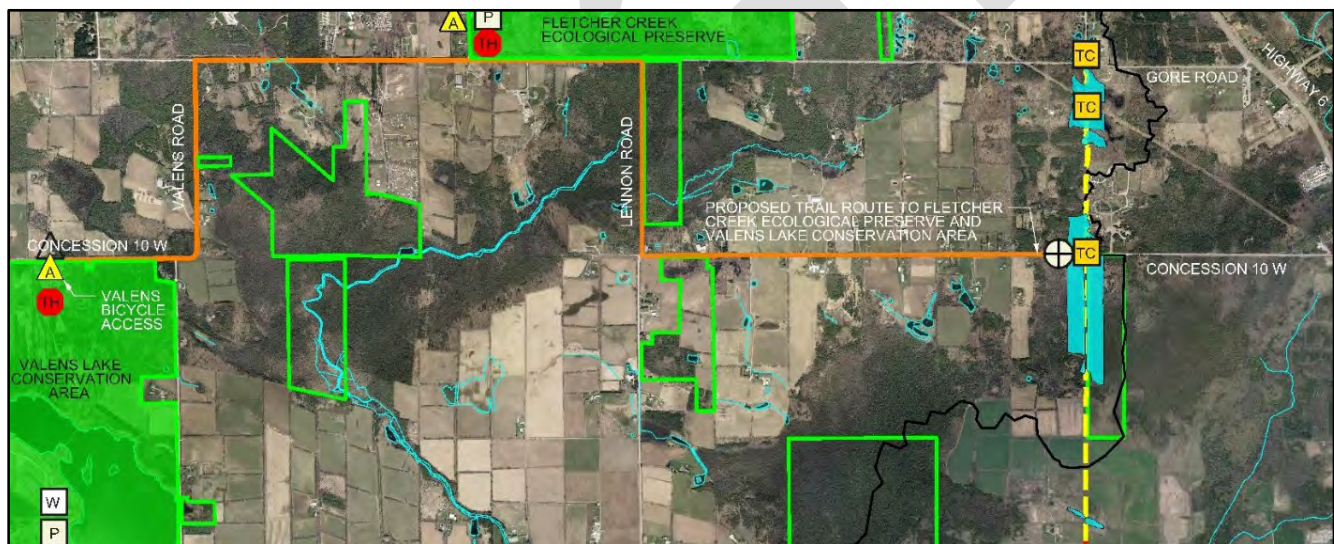 A
P
TH
FLETCHER CREEK
ECOLOGICAL PRESERVE
TC
GORE ROAD
HIGHWAY 6
TC
VALENS ROAD
LENNON ROAD
PROPOSED TRAIL ROUTE TO FLETCHER
CREEK ECOLOGICAL PRESERVE AND
VALENS LAKE CONSERVATION AREA
CONCESSION 10 W
TC
CONCESSION 10 W
A
TH
VALENS
BICYCLE
ACCESS
VALENS LAKE
CONSERVATION
AREA
W
P